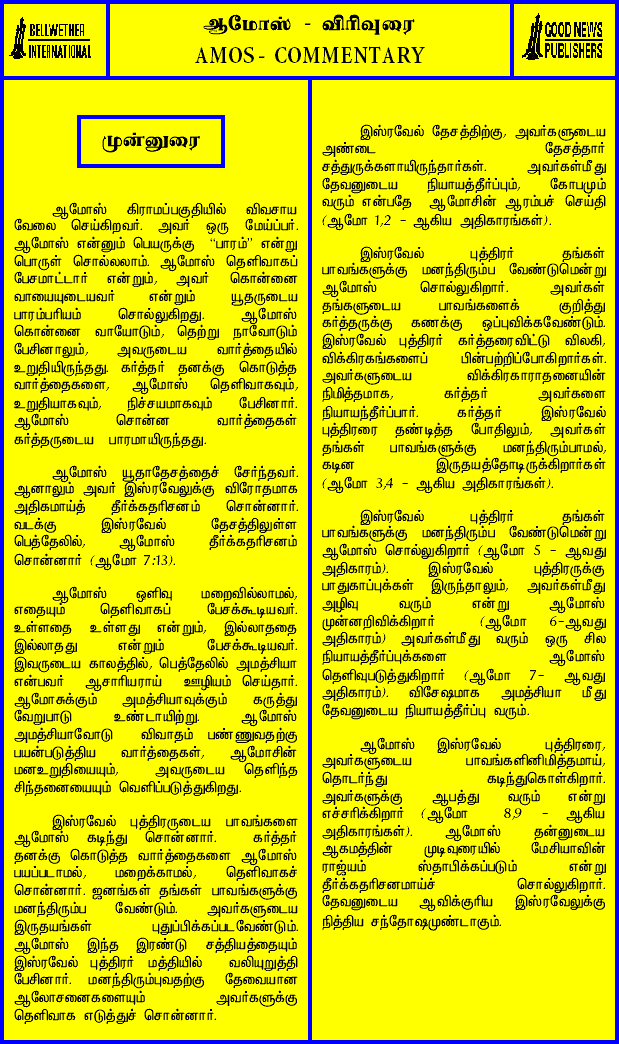 BELLWETHER
INTERNATIONAL
ஆமோஸ் - விரிவுரை
AMOS- COMMENTARY
GOOD NEWS
PUBLISHERS
முன்னுரை
ஆமோஸ் கிராமப்பகுதியில் விவசாய
வேலை செய்கிறவர். அவர் ஒரு மேய்ப்பர்.
ஆமோஸ் என்னும் பெயருக்கு "பாரம்" என்று
பொருள் சொல்லலாம். ஆமோஸ் தெளிவாகப்
பேசமாட்டார் என்றும், அவர் கொன்னை
வாயையுடையவர் என்றும் யூதருடைய
பாரம்பரியம் சொல்லுகிறது. ஆமோஸ்
கொன்னை வாயோடும், தெற்று நாவோடும்
பேசினாலும், அவருடைய வார்த்தையில்
உறுதியிருந்தது. கர்த்தர் தனக்கு கொடுத்த
வார்த்தைகளை, ஆமோஸ் தெளிவாகவும்,
உறுதியாகவும், நிச்சயமாகவும் பேசினார்.
ஆமோஸ் சொன்ன வார்த்தைகள்
கர்த்தருடைய பாரமாயிருந்தது.
ஆமோஸ் யூதாதேசத்தைச் சேர்ந்தவர்.
ஆனாலும் அவர் இஸ்ரவேலுக்கு விரோதமாக
அதிகமாய்த் தீர்க்கதரிசனம் சொன்னார்.
வடக்கு இஸ்ரவேல் தேசத்திலுள்ள
பெத்தேலில், ஆமோஸ் தீர்க்கதரிசனம்
சொன்னார் (ஆமோ 7:13).
ஆமோஸ் ஒளிவு மறைவில்லாமல்,
எதையும் தெளிவாகப் பேசக்கூடியவர்.
உள்ளதை உள்ளது என்றும், இல்லாததை
இல்லாதது என்றும் பேசக்கூடியவர்.
இவருடைய காலத்தில், பெத்தேலில் அமத்சியா
என்பவர் ஆசாரியராய் ஊழியம் செய்தார்.
ஆமோசுக்கும் அமத்சியாவுக்கும் கருத்து
வேறுபாடு உண்டாயிற்று. ஆமோஸ்
அமத்சியாவோடு விவாதம் பண்ணுவதற்கு
பயன்படுத்திய வார்த்தைகள், ஆமோசின்
மனஉறுதியையும், அவருடைய தெளிந்த
சிந்தனையையும் வெளிப்படுத்துகிறது.
இஸ்ரவேல் புத்திரருடைய பாவங்களை
ஆமோஸ் கடிந்து சொன்னார். கர்த்தர்
தனக்கு கொடுத்த வார்த்தைகளை ஆமோஸ்
பயப்படாமல், மறைக்காமல், தெளிவாகச்
சொன்னார். ஜனங்கள் தங்கள் பாவங்களுக்கு
மனந்திரும்ப வேண்டும். அவர்களுடைய
இருதயங்கள் புதுப்பிக்கப்படவேண்டும்.
ஆமோஸ் இந்த இரண்டு சத்தியத்தையும்
இஸ்ரவேல் புத்திரர் மத்தியில் வலியுறுத்தி
பேசினார். மனந்திரும்புவதற்கு தேவையான
ஆலோசனைகளையும் அவர்களுக்கு
தெளிவாக எடுத்துச் சொன்னார்.
இஸ்ரவேல் தேசத்திற்கு, அவர்களுடைய
அண்டை தேசத்தார்
சத்துருக்களாயிருந்தார்கள். அவர்கள்மீது
தேவனுடைய நியாயத்தீர்ப்பும், கோபமும்
வரும் என்பதே ஆமோசின் ஆரம்பச் செய்தி
(ஆமோ 1,2 - ஆகிய அதிகாரங்கள்).
இஸ்ரவேல் புத்திரர் தங்கள்
பாவங்களுக்கு மனந்திரும்ப வேண்டுமென்று
ஆமோஸ் சொல்லுகிறார். அவர்கள்
தங்களுடைய பாவங்களைக் குறித்து
கர்த்தருக்கு கணக்கு ஒப்புவிக்கவேண்டும்.
இஸ்ரவேல் புத்திரர் கர்த்தரைவிட்டு விலகி,
விக்கிரகங்களைப் பின்பற்றிப்போகிறார்கள்.
அவர்களுடைய விக்கிரகாராதனையின்
நிமித்தமாக, கர்த்தர் அவர்களை
நியாயந்தீர்ப்பார். கர்த்தர் இஸ்ரவேல்
புத்திரரை தண்டித்த போதிலும், அவர்கள்
தங்கள் பாவங்களுக்கு மனந்திரும்பாமல்,
கடின இருதயத்தோடிருக்கிறார்கள்
(ஆமோ 3,4 - ஆகிய அதிகாரங்கள்).
இஸ்ரவேல் புத்திரர் தங்கள்
பாவங்களுக்கு மனந்திரும்ப வேண்டுமென்று
ஆமோஸ் சொல்லுகிறார் (ஆமோ 5 - ஆவது
அதிகாரம்). இஸ்ரவேல் புத்திரருக்கு
பாதுகாப்புக்கள் இருந்தாலும், அவர்கள்மீது
அழிவு வரும் என்று ஆமோஸ்
முன்னறிவிக்கிறார் (ஆமோ 6-ஆவது
அதிகாரம்) அவர்கள்மீது வரும் ஒரு சில
நியாயத்தீர்ப்புக்களை ஆமோஸ்
தெளிவுபடுத்துகிறார் (ஆமோ 7- ஆவது
அதிகாரம்). விசேஷமாக அமத்சியா மீது
தேவனுடைய நியாயத்தீர்ப்பு வரும்.
ஆமோஸ் இஸ்ரவேல் புத்திரரை,
அவர்களுடைய பாவங்களினிமித்தமாய்,
தொடர்ந்து கடிந்துகொள்கிறார்.
அவர்களுக்கு ஆபத்து வரும் என்று
எச்சரிக்கிறார் (ஆமோ 8,9 - ஆகிய
அதிகாரங்கள்). ஆமோஸ் தன்னுடைய
ஆகமத்தின் முடிவுரையில் மேசியாவின்
ராஜ்யம் ஸ்தாபிக்கப்படும் என்று
தீர்க்கதரிசனமாய்ச் சொல்லுகிறார்.
தேவனுடைய ஆவிக்குரிய இஸ்ரவேலுக்கு
நித்திய சந்தோஷமுண்டாகும்.